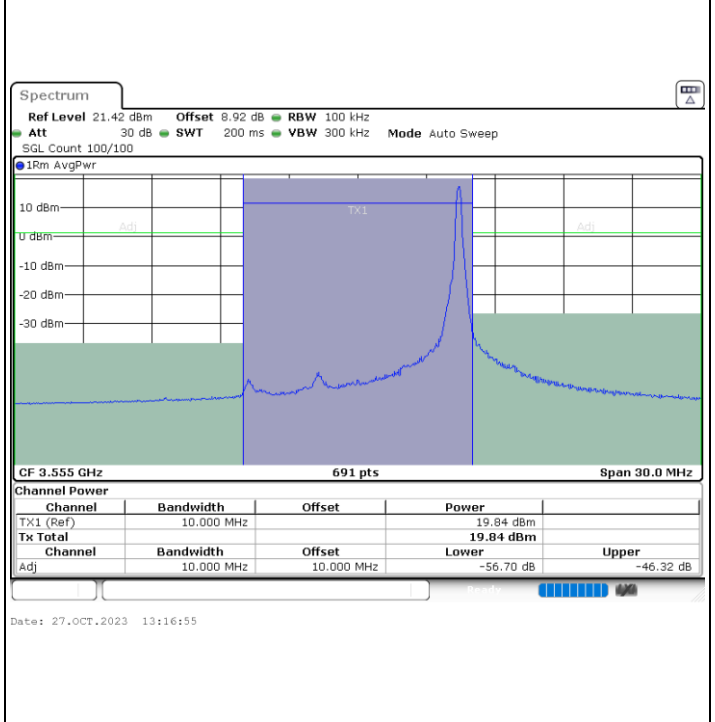 Spectrum
Ref Level 21.42 dBm Offset 8.92 dB RBW 100 kHz
Att 30 dB SWT 200 ms VBW 300 kHz Mode Auto Sweep
SGL Count 100/100
1Rm AvgPwr
10 dBm
TX1
Adj Adj
0 dBm
-10 dBm
-20 dBm
-30 dBm
CF 3.555 GHz 691 pts Span 30.0 MHz
Channel Power
Channel Bandwidth Offset Power
TX1 (Ref) 10.000 MHz 19.84 dBm
Tx Total 19.84 dBm
Channel Bandwidth Offset Lower Upper
Adj 10.000 MHz 10.000 MHz -56.70 dB -46.32 dB
Ready
Date: 27.OCT.2023 13:16:55